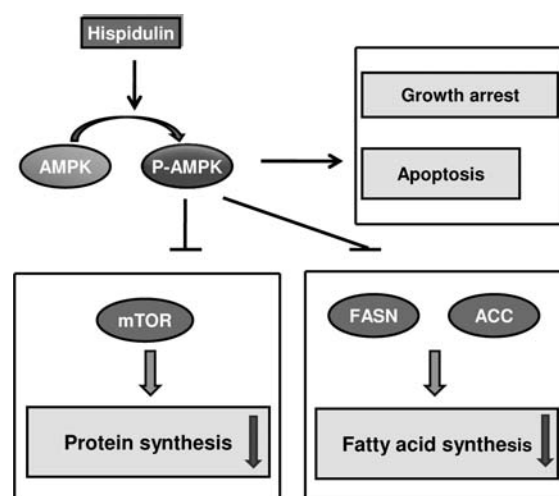 Hispidulin
Growth arrest
AMPK
P-AMPK
Apoptosis
mTOR
FASN
ACC
Protein synthesis
Fatty acid synthesis